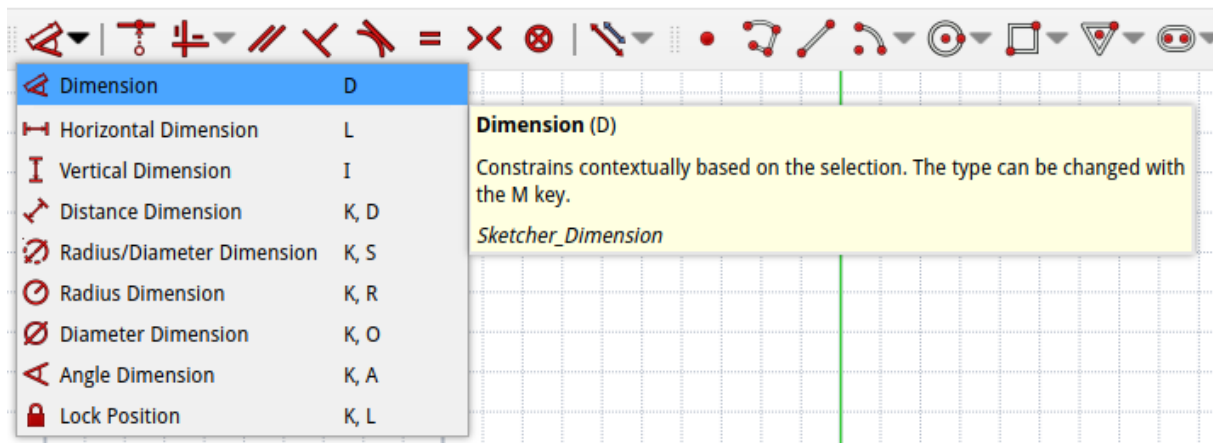 Dimension D
Horizontal Dimension L
Vertical Dimension I
Distance Dimension K, D
Radius/Diameter Dimension K, S
Radius Dimension K, R
Diameter Dimension K, O
Angle Dimension K, A
Lock Position K, L
Dimension (D)
Constrains contextually based on the selection. The type can be changed with
the M key.
Sketcher_Dimension